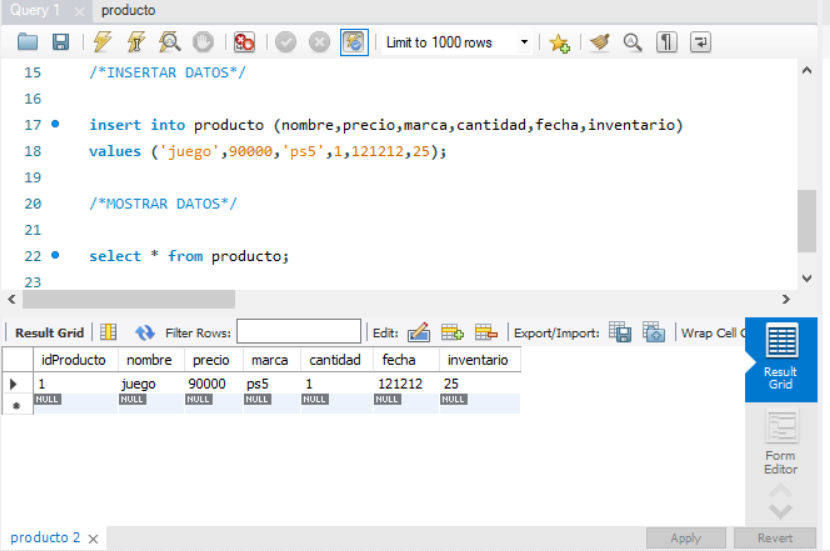 Query 1 producto
Limit to 1000 rows
15 /*INSERTAR DATOS*/
16
17 insert into producto (nombre,precio,marca,cantidad,fecha,inventario)
18 values ('juego',90000,'ps5',1,121212,25);
19
20 /*MOSTRAR DATOS*/
21
22 select * from producto;
23
Result Grid Filter Rows: Edit: Export/Import: Wrap Cell C
idProducto nombre precio marca cantidad fecha inventario
1 juego 90000 ps5 1 121212 25
NULL NULL NULL NULL NULL NULL NULL
Result
Grid
Form
Editor
producto 2 Apply Revert